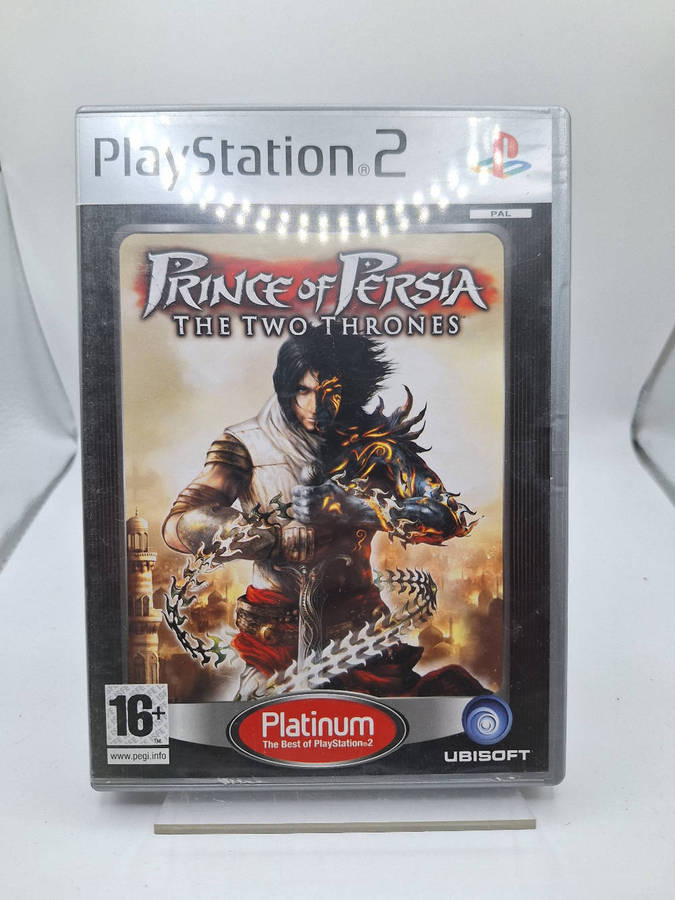 PlayStation®2
PAL
PRINCE OF PERSIA
THE TWO THRONES
16+
TM
www.pegi.info
Platinum
The Best of PlayStation®2
UBISOFT